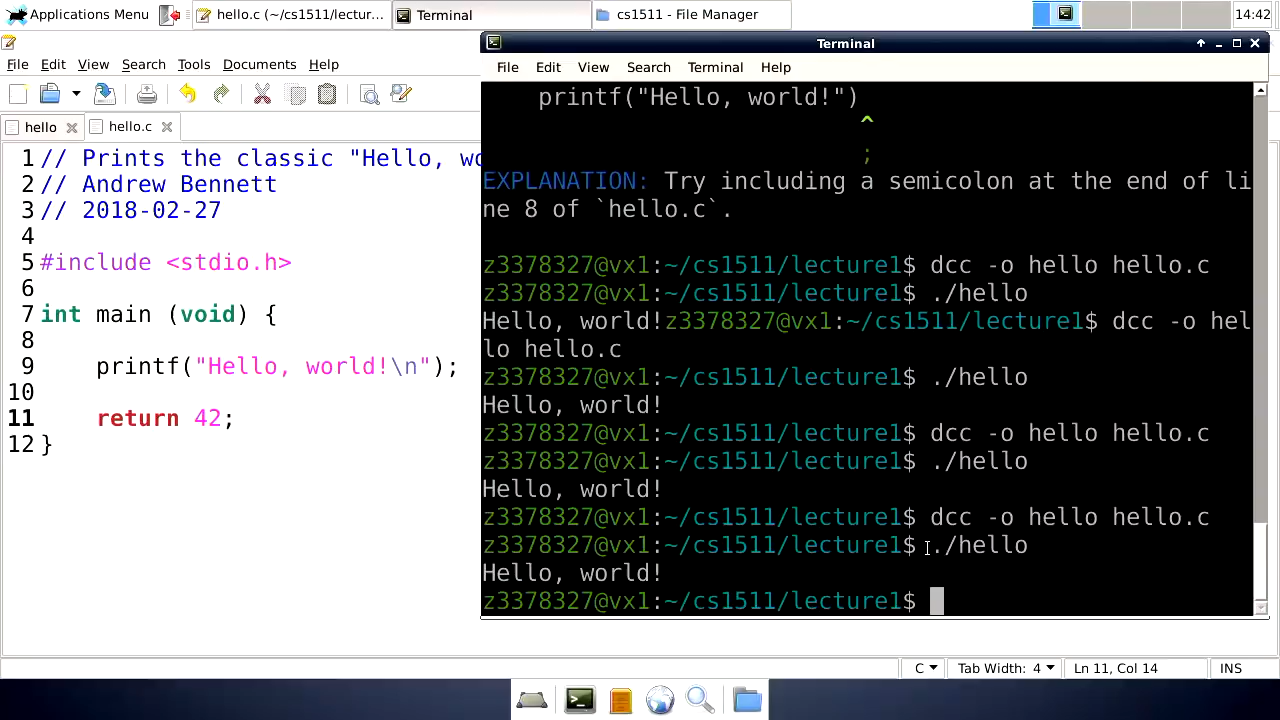 Applications Menu
hello.c (~/cs1511/lectur...
Terminal
cs1511 - File Manager
14:42
File Edit View Search Tools Documents Help
hello
hello.c
1 // Prints the classic "Hello, wo
2 // Andrew Bennett
3 // 2018-02-27
4
5 #include <stdio.h>
6
7 int main (void) {
8
9 printf("Hello, world!\n");
10
11 return 42;
12 }
Terminal
File Edit View Search Terminal Help
printf("Hello, world!")
^
;
EXPLANATION: Try including a semicolon at the end of li
ne 8 of `hello.c`.
z3378327@vx1:~/cs1511/lecture1$ dcc -o hello hello.c
z3378327@vx1:~/cs1511/lecture1$ ./hello
Hello, world!z3378327@vx1:~/cs1511/lecture1$ dcc -o hel
lo hello.c
z3378327@vx1:~/cs1511/lecture1$ ./hello
Hello, world!
z3378327@vx1:~/cs1511/lecture1$ dcc -o hello hello.c
z3378327@vx1:~/cs1511/lecture1$ ./hello
Hello, world!
z3378327@vx1:~/cs1511/lecture1$ dcc -o hello hello.c
z3378327@vx1:~/cs1511/lecture1$ ./hello
Hello, world!
z3378327@vx1:~/cs1511/lecture1$
C Tab Width: 4 Ln 11, Col 14 INS